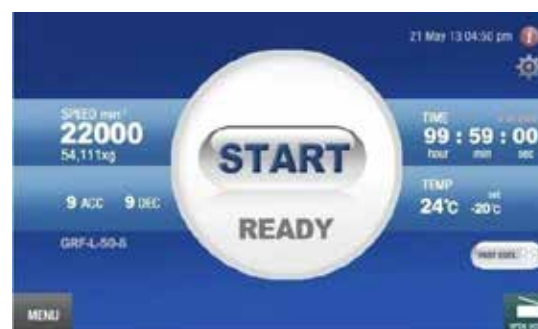 21 May 13 04:50 pm
SPEED min⁻¹
22000
54,111xg
START
READY
TIME
99 : 59 : 00
hour min sec
9 ACC 9 DEC
TEMP
set
24°C -20°C
GRF-L-50-8
MENU